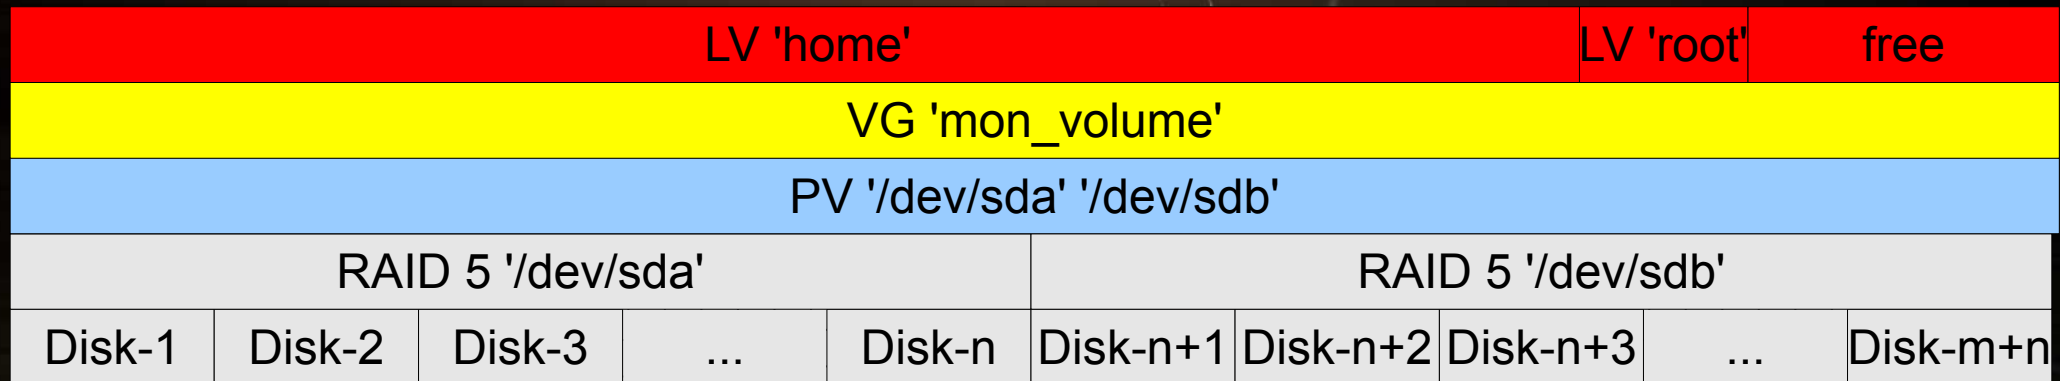 LV 'home' LV 'root' free
VG 'mon_volume'
PV '/dev/sda' '/dev/sdb'
RAID 5 '/dev/sda' RAID 5 '/dev/sdb'
Disk-1 Disk-2 Disk-3 ... Disk-n Disk-n+1 Disk-n+2 Disk-n+3 ... Disk-m+n